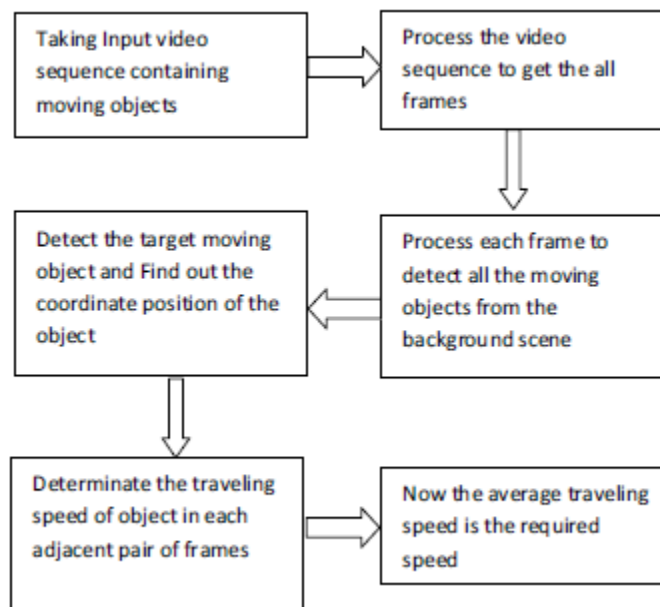 Taking Input video
sequence containing
moving objects
Process the video
sequence to get the all
frames
Process each frame to
detect all the moving
objects from the
background scene
Detect the target moving
object and Find out the
coordinate position of the
object
Determinate the traveling
speed of object in each
adjacent pair of frames
Now the average traveling
speed is the required
speed